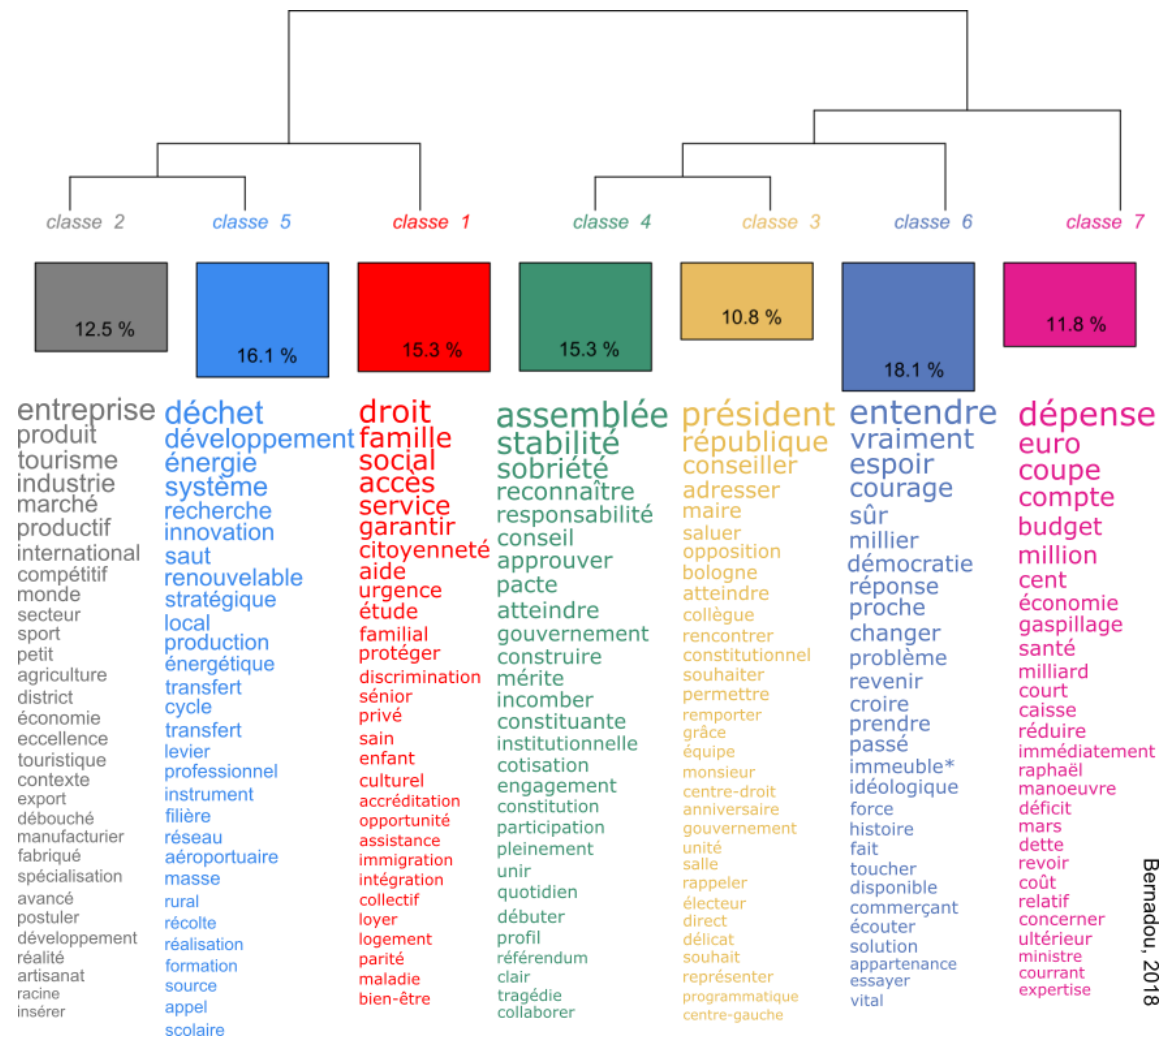 classe 2
classe 5
classe 1
classe 4
classe 3
classe 6
classe 7
12.5 %
16.1 %
15.3 %
15.3 %
10.8 %
18.1 %
11.8 %
entreprise
produit
tourisme
industrie
marché
productif
international
compétitif
monde
secteur
sport
petit
agriculture
district
économie
eccellence
touristique
contexte
export
débouché
manufacturier
fabriqué
spécialisation
avancé
postuler
développement
réalité
artisanat
racine
insérer
déchet
développement
énergie
système
recherche
innovation
saut
renouvelable
stratégique
local
production
énergétique
transfert
cycle
transfert
levier
professionnel
instrument
filière
réseau
aéroportuaire
masse
rural
récolte
réalisation
formation
source
appel
scolaire
droit
famille
social
accès
service
garantir
citoyenneté
aide
urgence
étude
familial
protéger
discrimination
sénior
privé
sain
enfant
culturel
accréditation
opportunité
assistance
immigration
intégration
collectif
loyer
logement
parité
maladie
bien-être
assemblée
stabilité
sobriété
reconnaître
responsabilité
conseil
approuver
pacte
atteindre
gouvernement
construire
mérite
incomber
constituante
institutionnelle
cotisation
engagement
constitution
participation
pleinement
unir
quotidien
débuter
profil
référendum
clair
tragédie
collaborer
président
république
conseiller
adresser
maire
saluer
opposition
bologne
atteindre
collègue
rencontrer
constitutionnel
souhaiter
permettre
remporter
grâce
équipe
monsieur
centre-droit
anniversaire
gouvernement
unité
salle
rappeler
électeur
direct
délicat
souhait
représenter
programmatique
centre-gauche
entendre
vraiment
espoir
courage
sûr
millier
démocratie
réponse
proche
changer
problème
revenir
croire
prendre
passé
immeuble*
idéologique
force
histoire
fait
toucher
disponible
commerçant
écouter
solution
appartenance
essayer
vital
dépense
euro
coupe
compte
budget
million
cent
économie
gaspillage
santé
milliard
court
caisse
réduire
immédiatement
raphaël
manoeuvre
déficit
mars
dette
revoir
coût
relatif
concerner
ultérieur
ministre
courrant
expertise
Bernadou, 2018